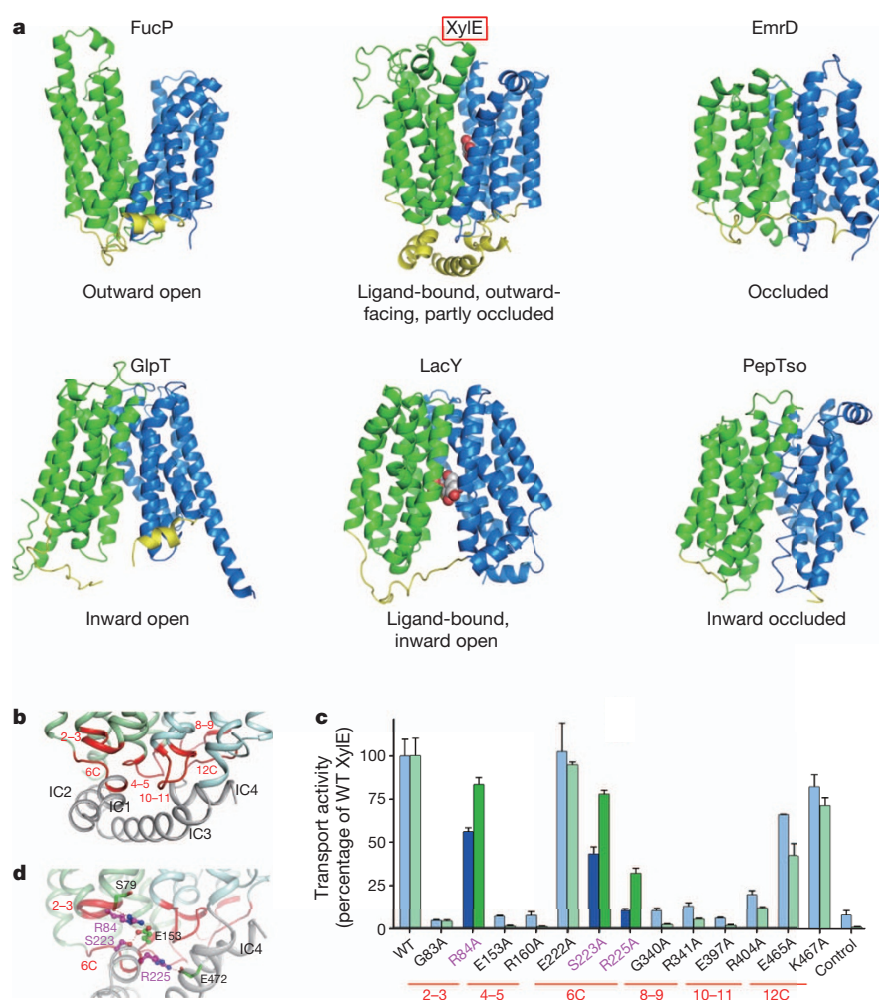 a
FucP
XylE
EmrD
Outward open
Ligand-bound, outward-
facing, partly occluded
Occluded
GlpT
LacY
PepTso
Inward open
Ligand-bound,
inward open
Inward occluded
b
2–3
8–9
6C
4–5
12C
IC4
IC2
IC1
10–11
IC3
d
S79
2–3
R84
S223
E153
IC4
6C
R225
E472
c
Transport activity
(percentage of WT XylE)
100
75
50
25
0
WT
G83A
R84A
E153A
R160A
E222A
S223A
R225A
G340A
R341A
E397A
R404A
E465A
K467A
Control
2–3
4–5
6C
8–9
10–11
12C